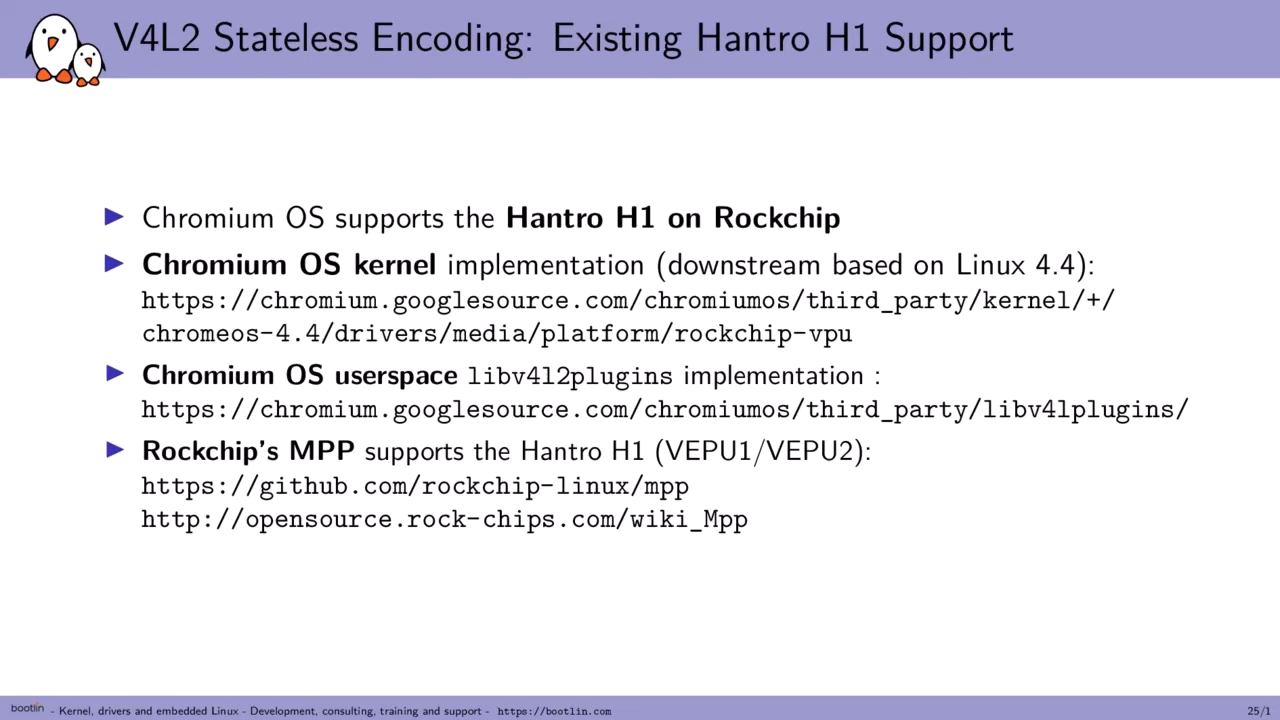 V4L2 Stateless Encoding: Existing Hantro H1 Support
Chromium OS supports the Hantro H1 on Rockchip
Chromium OS kernel implementation (downstream based on Linux 4.4):
https://chromium.googlesource.com/chromiumos/third_party/kernel/+/
chromeos-4.4/drivers/media/platform/rockchip-vpu
Chromium OS userspace libv4l2plugins implementation :
https://chromium.googlesource.com/chromiumos/third_party/libv4lplugins/
Rockchip's MPP supports the Hantro H1 (VEPU1/VEPU2):
https://github.com/rockchip-linux/mpp
http://opensource.rock-chips.com/wiki_Mpp
bootlin - Kernel, drivers and embedded Linux - Development, consulting, training and support - https://bootlin.com 25/1